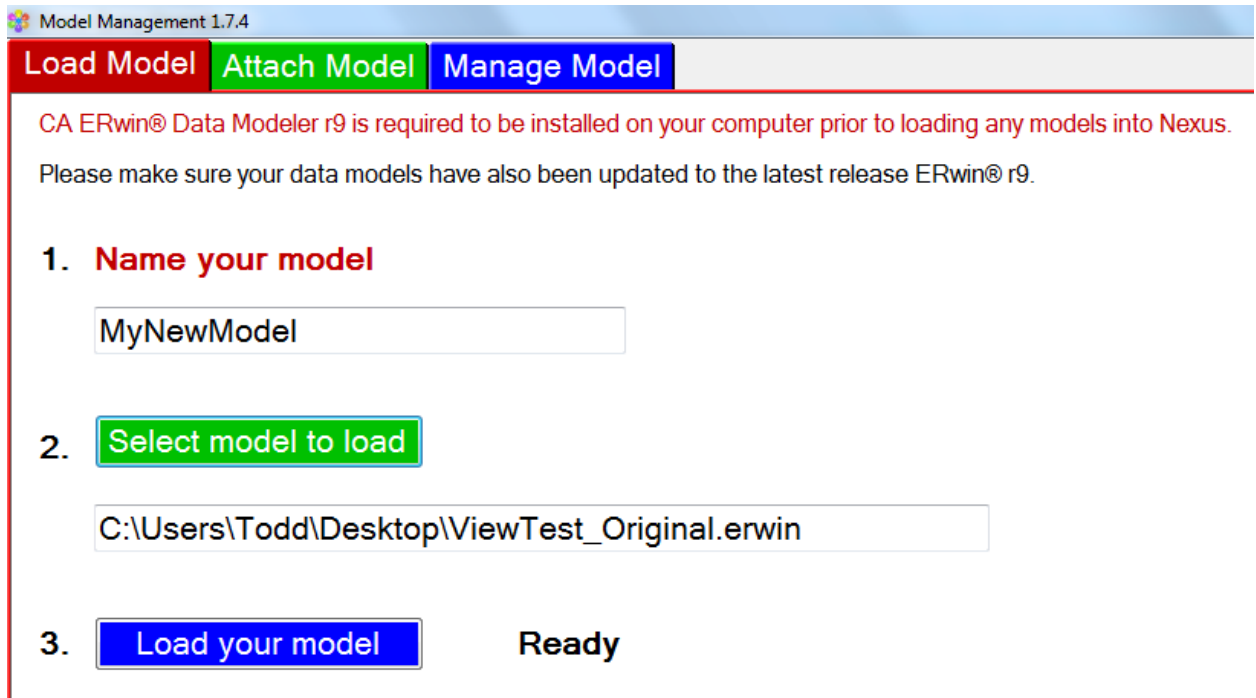 Model Management 1.7.4
Load Model Attach Model Manage Model
CA ERwin® Data Modeler r9 is required to be installed on your computer prior to loading any models into Nexus.
Please make sure your data models have also been updated to the latest release ERwin® r9.
1. Name your model
MyNewModel
2. Select model to load
C:\Users\Todd\Desktop\ViewTest_Original.erwin
3. Load your model Ready